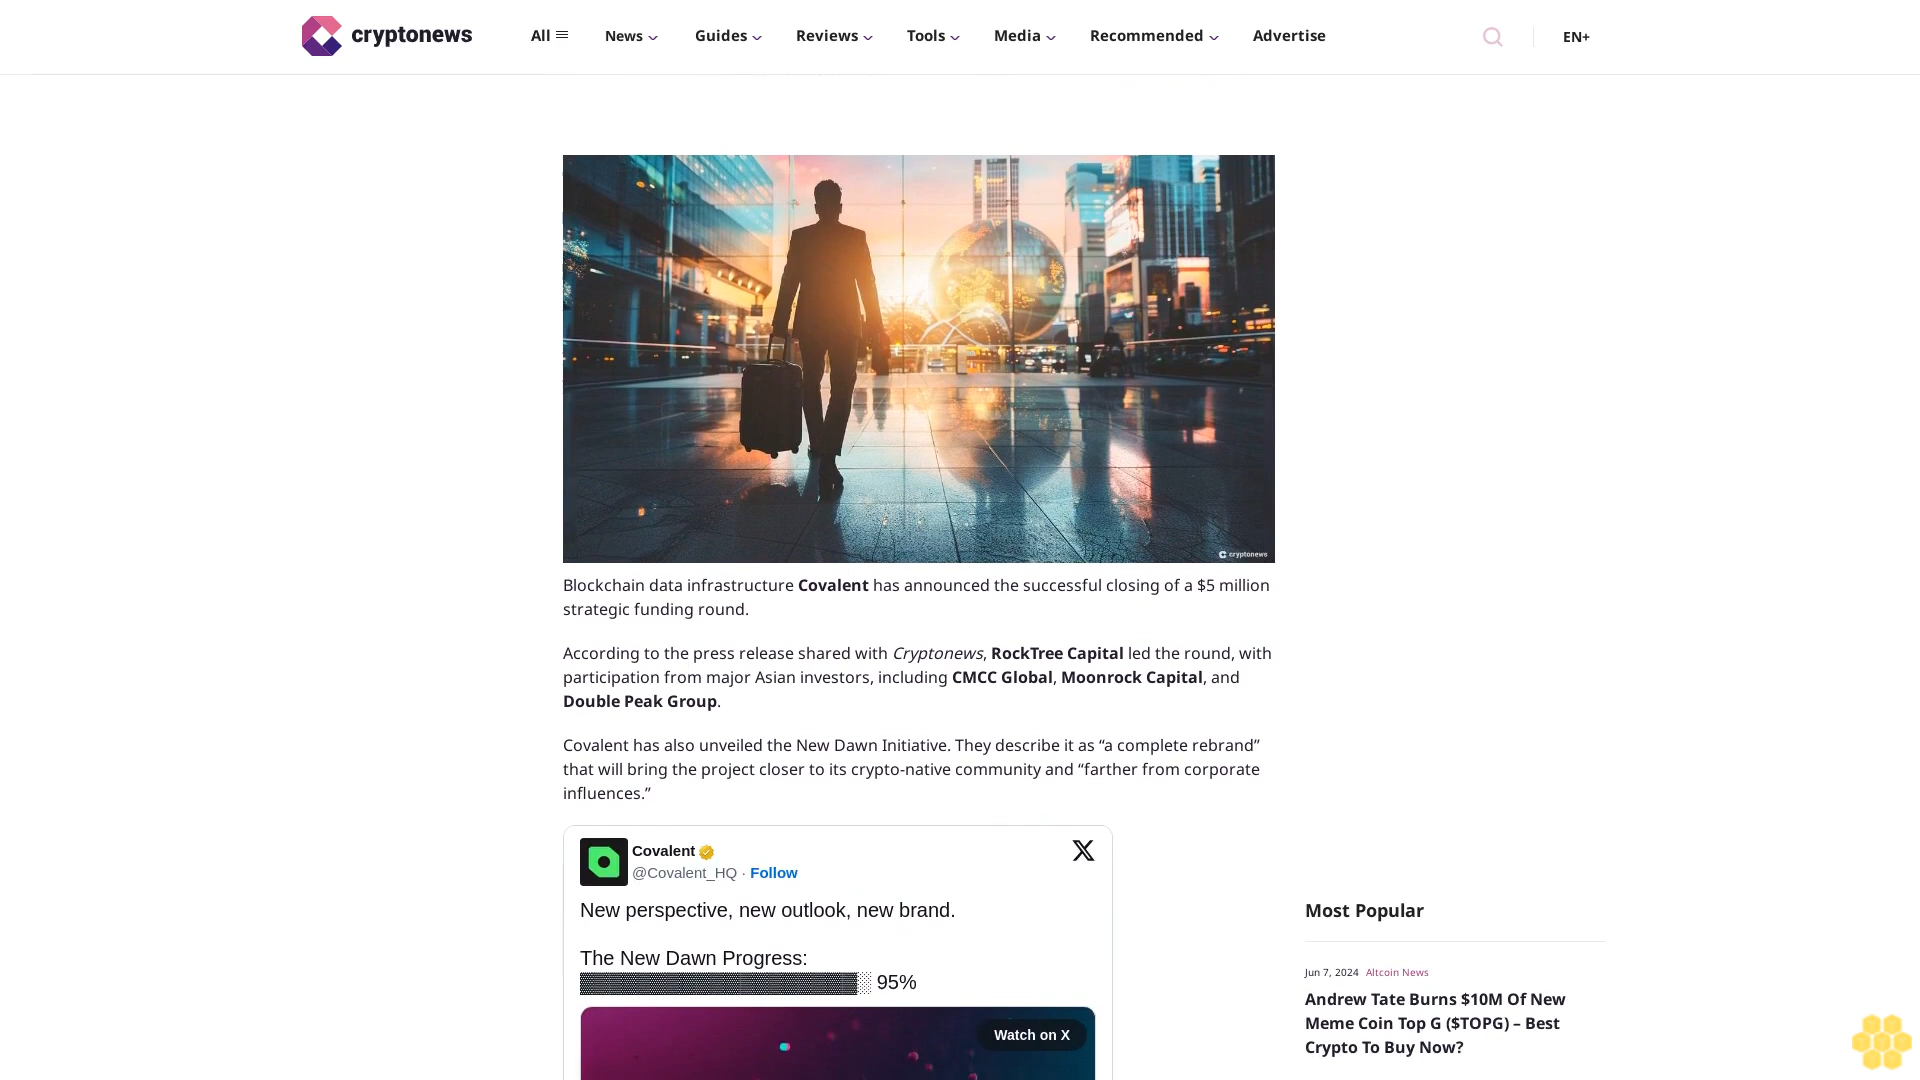 cryptonews
All
News
Guides
Reviews
Tools
Media
Recommended
Advertise
EN+
cryptonews
Blockchain data infrastructure Covalent has announced the successful closing of a $5 million
strategic funding round.
According to the press release shared with Cryptonews, RockTree Capital led the round, with
participation from major Asian investors, including CMCC Global, Moonrock Capital, and
Double Peak Group.
Covalent has also unveiled the New Dawn Initiative. They describe it as “a complete rebrand”
that will bring the project closer to its crypto-native community and “farther from corporate
influences.”
Covalent
@Covalent_HQ · Follow
New perspective, new outlook, new brand.
The New Dawn Progress:
▓▓▓▓▓▓▓▓▓▓▓▓▓▓▓▓▓▓▓▓░ 95%
Watch on X
Most Popular
Jun 7, 2024 Altcoin News
Andrew Tate Burns $10M Of New
Meme Coin Top G ($TOPG) – Best
Crypto To Buy Now?